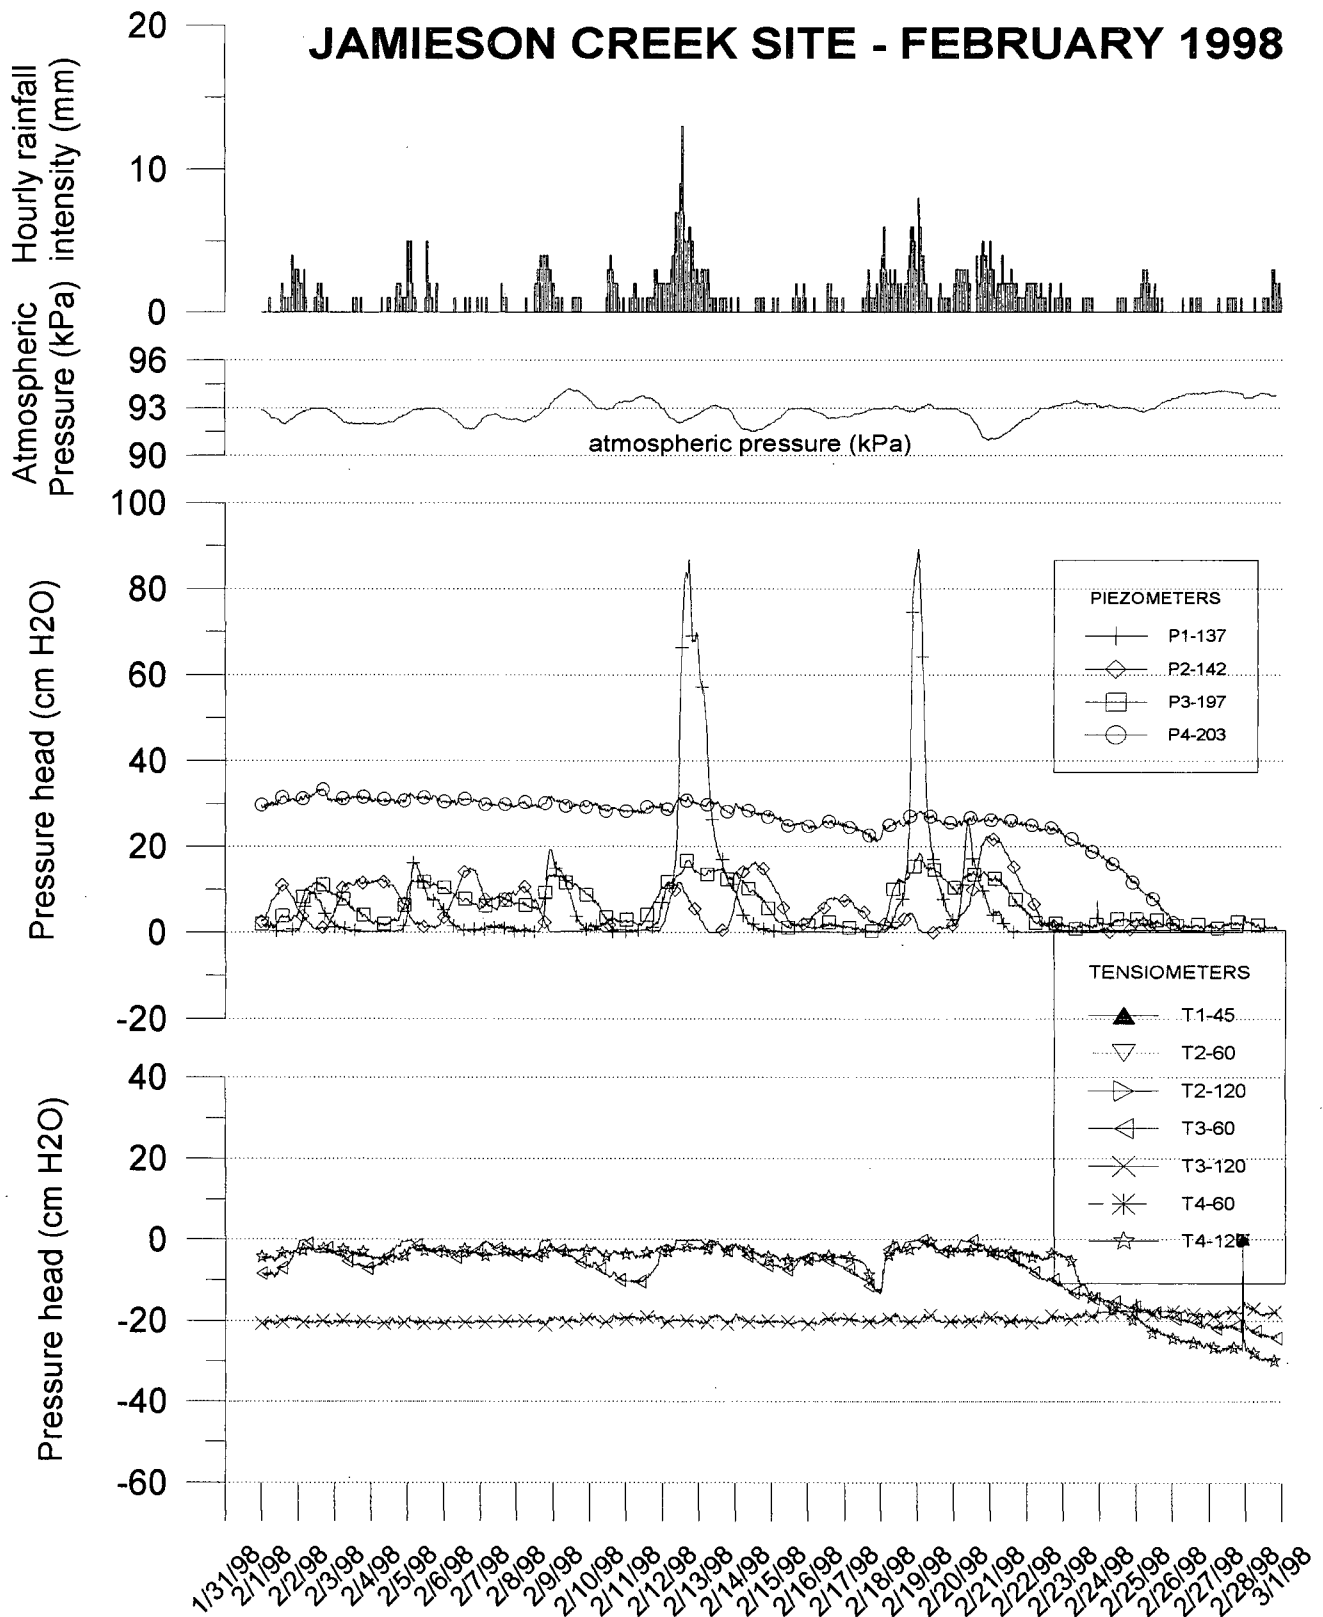 JAMIESON CREEK SITE - FEBRUARY 1998
Hourly rainfall
intensity (mm)
20
10
0
Atmospheric
Pressure (kPa)
96
93
90
atmospheric pressure (kPa)
Pressure head (cm H2O)
100
80
60
40
20
0
-20
PIEZOMETERS
P1-137
P2-142
P3-197
P4-203
TENSIOMETERS
T1-45
T2-60
T2-120
T3-60
T3-120
T4-60
T4-120
Pressure head (cm H2O)
40
20
0
-20
-40
-60
1/31/98
2/1/98
2/2/98
2/3/98
2/4/98
2/5/98
2/6/98
2/7/98
2/8/98
2/9/98
2/10/98
2/11/98
2/12/98
2/13/98
2/14/98
2/15/98
2/16/98
2/17/98
2/18/98
2/19/98
2/20/98
2/21/98
2/22/98
2/23/98
2/24/98
2/25/98
2/26/98
2/27/98
2/28/98
3/1/98